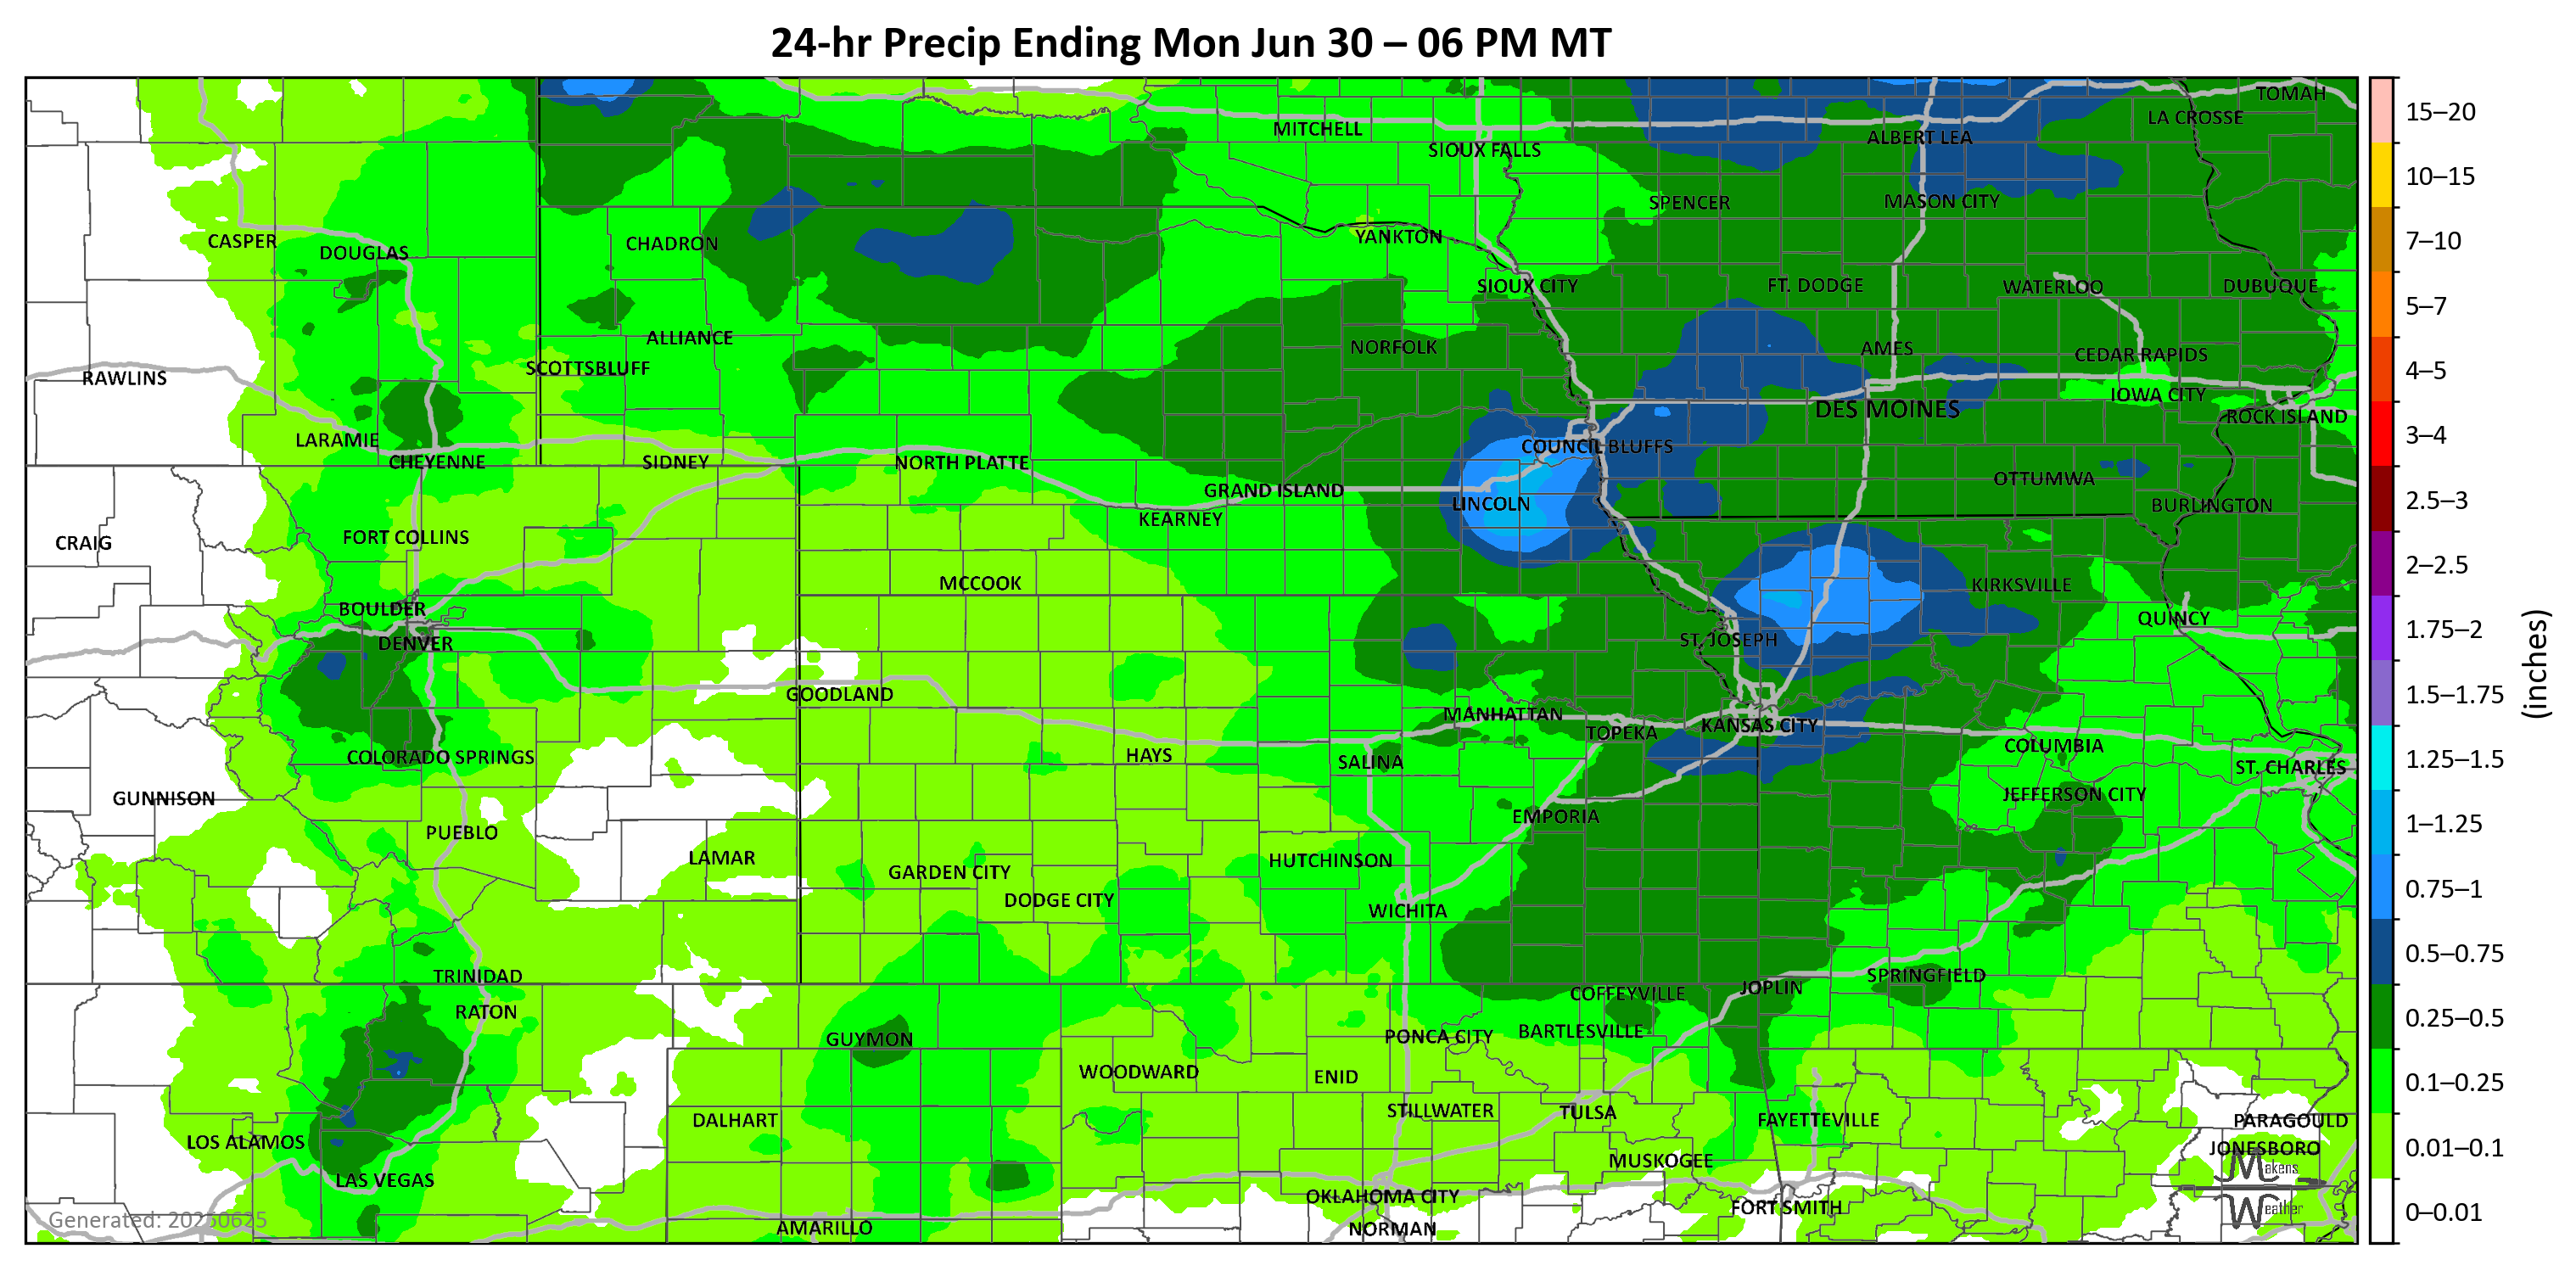 24-hr Precip Ending Mon Jun 30 – 06 PM MT
TOMAH
LA CROSSE
MITCHELL
ALBERT LEA
SIOUX FALLS
SPENCER
MASON CITY
CASPER
DOUGLAS
CHADRON
YANKTON
SIOUX CITY
FT. DODGE
WATERLOO
DUBUQUE
ALLIANCE
NORFOLK
AMES
CEDAR RAPIDS
RAWLINS
SCOTTSBLUFF
IOWA CITY
DES MOINES
ROCK ISLAND
LARAMIE
COUNCIL BLUFFS
CHEYENNE
SIDNEY
NORTH PLATTE
OTTUMWA
GRAND ISLAND
LINCOLN
BURLINGTON
KEARNEY
CRAIG
FORT COLLINS
MCCOOK
KIRKSVILLE
BOULDER
QUINCY
DENVER
ST. JOSEPH
GOODLAND
MANHATTAN
KANSAS CITY
TOPEKA
COLORADO SPRINGS
HAYS
SALINA
COLUMBIA
ST. CHARLES
GUNNISON
JEFFERSON CITY
EMPORIA
PUEBLO
LAMAR
HUTCHINSON
GARDEN CITY
DODGE CITY
WICHITA
TRINIDAD
SPRINGFIELD
JOPLIN
COFFEYVILLE
RATON
GUYMON
PONCA CITY
BARTLESVILLE
WOODWARD
ENID
DALHART
STILLWATER
TULSA
FAYETTEVILLE
PARAGOULD
LOS ALAMOS
JONESBORO
MUSKOGEE
LAS VEGAS
OKLAHOMA CITY
FORT SMITH
AMARILLO
NORMAN
Generated: 20250625
Makens
Weather
15–20
10–15
7–10
5–7
4–5
3–4
2.5–3
2–2.5
1.75–2
1.5–1.75
1.25–1.5
1–1.25
0.75–1
0.5–0.75
0.25–0.5
0.1–0.25
0.01–0.1
0–0.01
(inches)